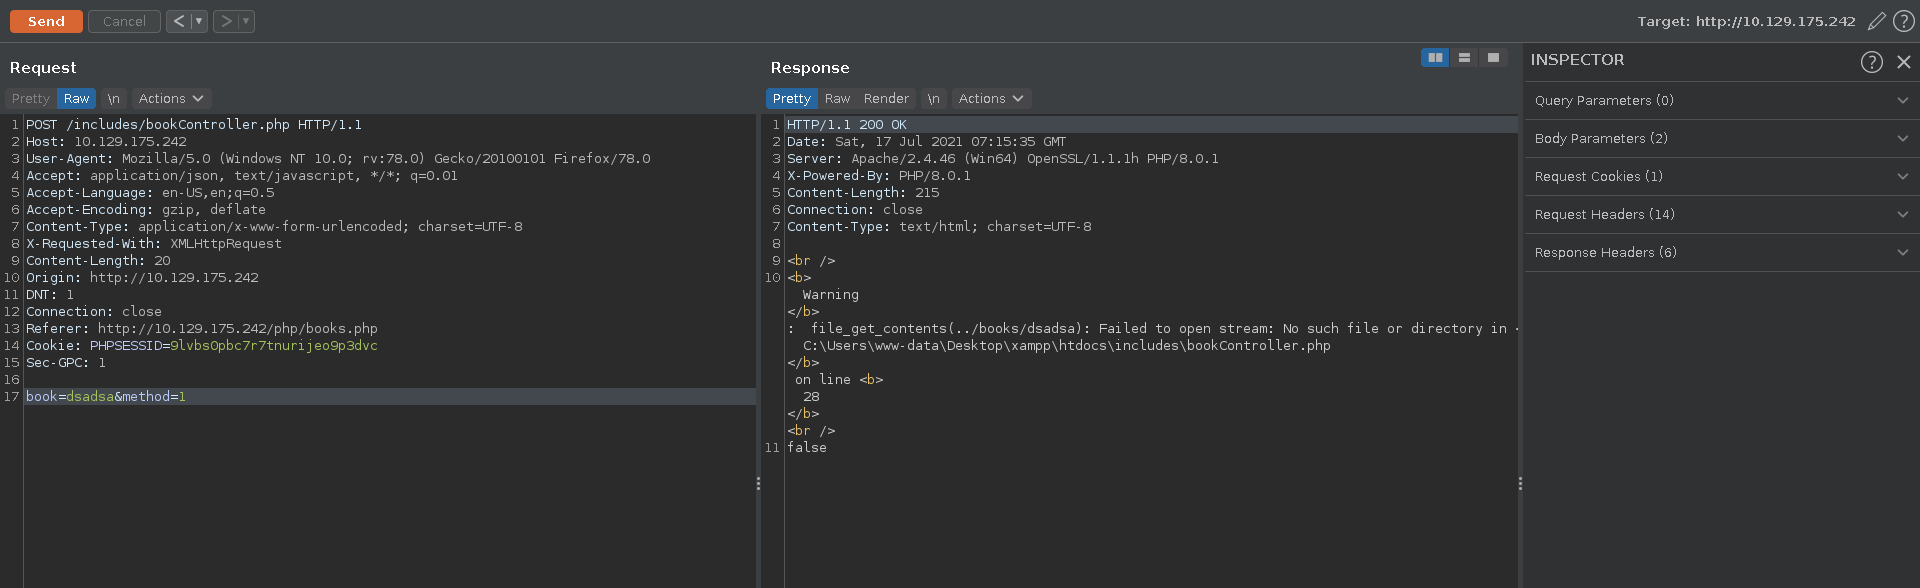 Send Cancel < | ▼ > | ▼ Target: http://10.129.175.242 ?
Request
Pretty Raw \n Actions
1 POST /includes/bookController.php HTTP/1.1
2 Host: 10.129.175.242
3 User-Agent: Mozilla/5.0 (Windows NT 10.0; rv:78.0) Gecko/20100101 Firefox/78.0
4 Accept: application/json, text/javascript, */*; q=0.01
5 Accept-Language: en-US,en;q=0.5
6 Accept-Encoding: gzip, deflate
7 Content-Type: application/x-www-form-urlencoded; charset=UTF-8
8 X-Requested-With: XMLHttpRequest
9 Content-Length: 20
10 Origin: http://10.129.175.242
11 DNT: 1
12 Connection: close
13 Referer: http://10.129.175.242/php/books.php
14 Cookie: PHPSESSID=9lvbs0pbc7r7tnurijeo9p3dvc
15 Sec-GPC: 1
16
17 book=dsadsa&method=1
Response
Pretty Raw Render \n Actions
1 HTTP/1.1 200 OK
2 Date: Sat, 17 Jul 2021 07:15:35 GMT
3 Server: Apache/2.4.46 (Win64) OpenSSL/1.1.1h PHP/8.0.1
4 X-Powered-By: PHP/8.0.1
5 Content-Length: 215
6 Connection: close
7 Content-Type: text/html; charset=UTF-8
8
9 <br />
10 <b>
Warning
</b>
:  file_get_contents(../books/dsadsa): Failed to open stream: No such file or directory in
C:\Users\www-data\Desktop\xampp\htdocs\includes\bookController.php
</b>
on line <b>
28
</b>
<br />
11 false
INSPECTOR ?
Query Parameters (0)
Body Parameters (2)
Request Cookies (1)
Request Headers (14)
Response Headers (6)